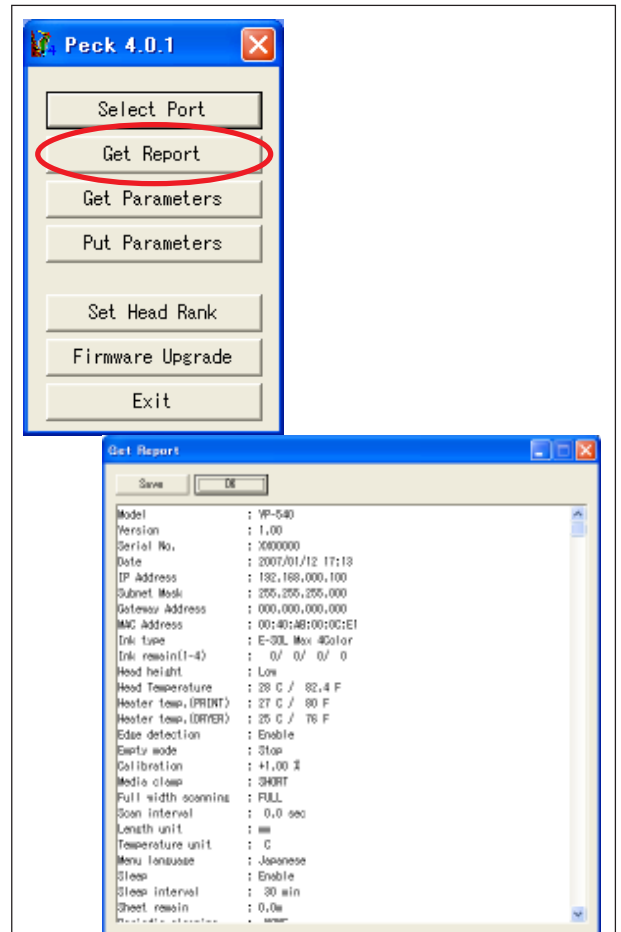 Peck 4.0.1
Select Port
Get Report
Get Parameters
Put Parameters
Set Head Rank
Firmware Upgrade
Exit
Get Report
Save OK
Model : VP-540
Version : 1.00
Serial No. : XX00000
Date : 2007/01/12 17:13
IP Address : 192.168.000.100
Subnet Mask : 255.255.255.000
Gateway Address : 000.000.000.000
MAC Address : 00:40:AB:00:0C:E1
Ink type : E-SOL Max 4Color
Ink remain(1-4) : 0/ 0/ 0/ 0
Head height : Low
Head Temperature : 28 C / 82.4 F
Heater temp.(PRINT) : 27 C / 80 F
Heater temp.(DRYER) : 25 C / 76 F
Edge detection : Enable
Empty mode : Stop
Calibration : +1.00 %
Media clamp : SHORT
Full width scanning : FULL
Scan interval : 0.0 sec
Length unit : mm
Temperature unit : C
Menu language : Japanese
Sleep : Enable
Sleep interval : 30 min
Sheet remain : 0.0m